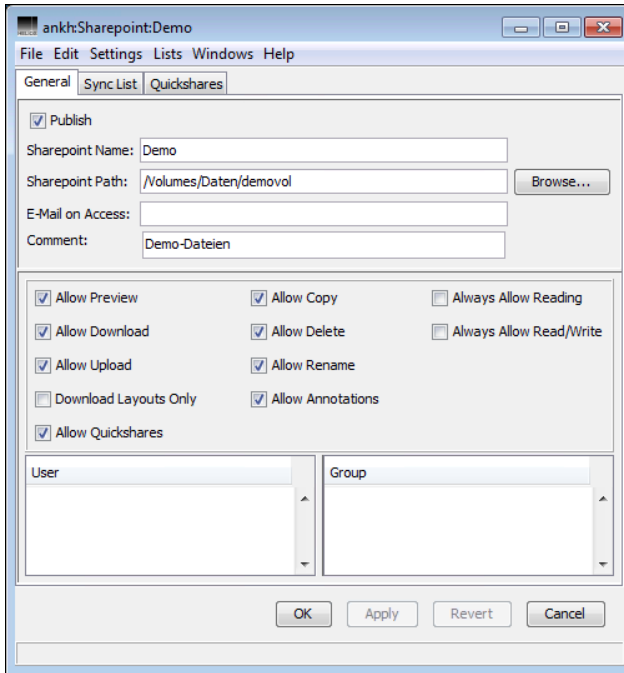 ankh:Sharepoint:Demo
File Edit Settings Lists Windows Help
General Sync List Quickshares
Publish
Sharepoint Name: Demo
Sharepoint Path: /Volumes/Daten/demovol Browse...
E-Mail on Access:
Comment: Demo-Dateien
Allow Preview Allow Copy Always Allow Reading
Allow Download Allow Delete Always Allow Read/Write
Allow Upload Allow Rename
Download Layouts Only Allow Annotations
Allow Quickshares
User Group
OK Apply Revert Cancel